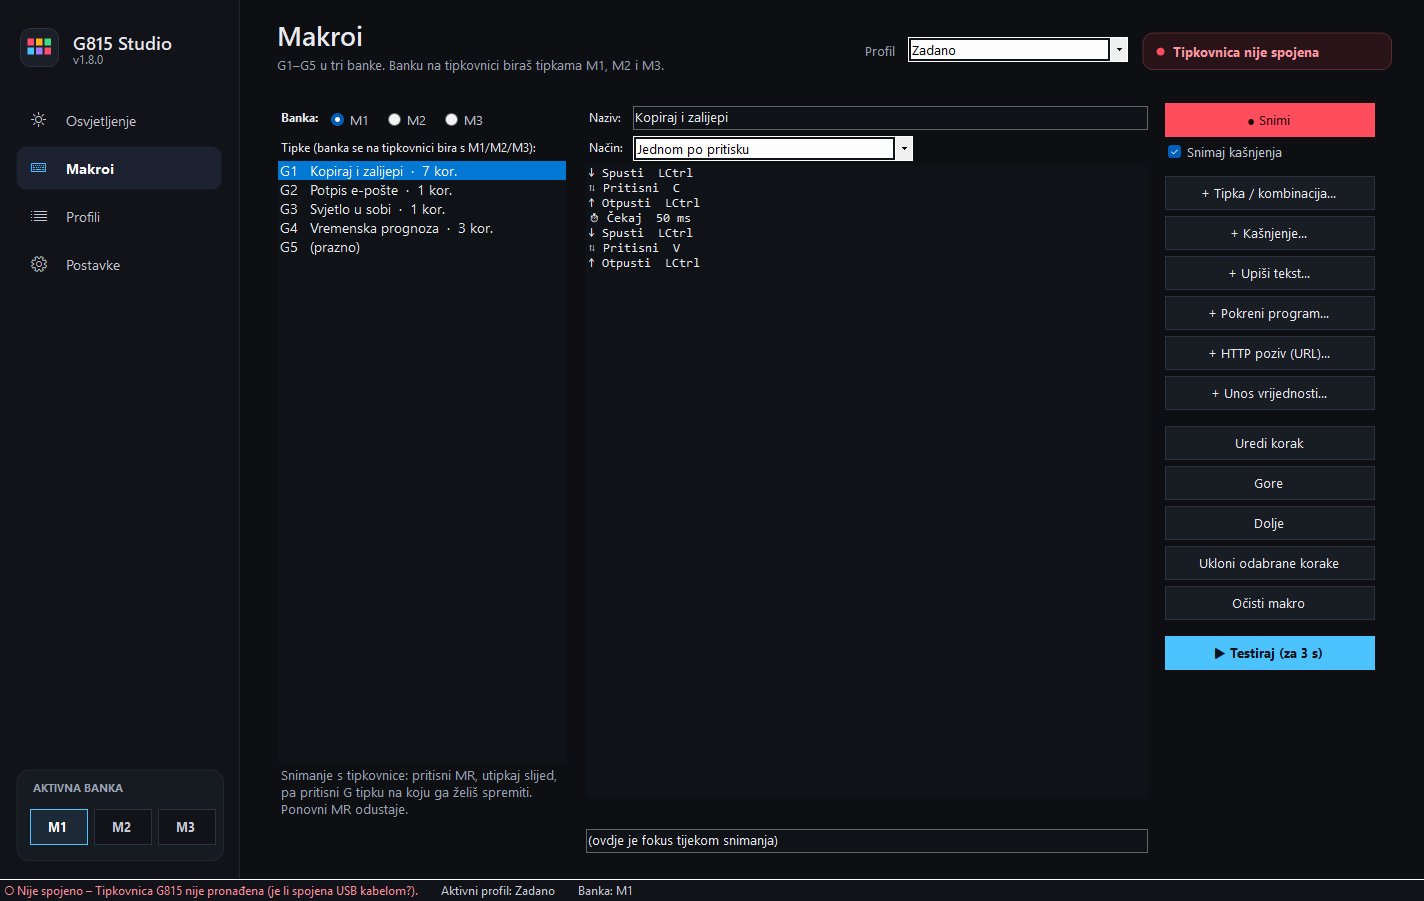 G815 Studio
v1.8.0
Osvjetljenje
Makroi
Profili
Postavke
AKTIVNA BANKA
M1 M2 M3
Makroi
G1–G5 u tri banke. Banku na tipkovnici biraš tipkama M1, M2 i M3.
Profil Zadano
Tipkovnica nije spojena
Banka: M1 M2 M3
Tipke (banka se na tipkovnici bira s M1/M2/M3):
G1 Kopiraj i zalijepi · 7 kor.
G2 Potpis e-pošte · 1 kor.
G3 Svjetlo u sobi · 1 kor.
G4 Vremenska prognoza · 3 kor.
G5 (prazno)
Snimanje s tipkovnice: pritisni MR, utipkaj slijed,
pa pritisni G tipku na koju ga želiš spremiti.
Ponovni MR odustaje.
Naziv: Kopiraj i zalijepi
Način: Jednom po pritisku
↓ Spusti LCtrl
⇅ Pritisni C
↑ Otpusti LCtrl
⏱ Čekaj 50 ms
↓ Spusti LCtrl
⇅ Pritisni V
↑ Otpusti LCtrl
(ovdje je fokus tijekom snimanja)
● Snimi
Snimaj kašnjenja
+ Tipka / kombinacija...
+ Kašnjenje...
+ Upiši tekst...
+ Pokreni program...
+ HTTP poziv (URL)...
+ Unos vrijednosti...
Uredi korak
Gore
Dolje
Ukloni odabrane korake
Očisti makro
▶ Testiraj (za 3 s)
○ Nije spojeno – Tipkovnica G815 nije pronađena (je li spojena USB kabelom?). Aktivni profil: Zadano Banka: M1